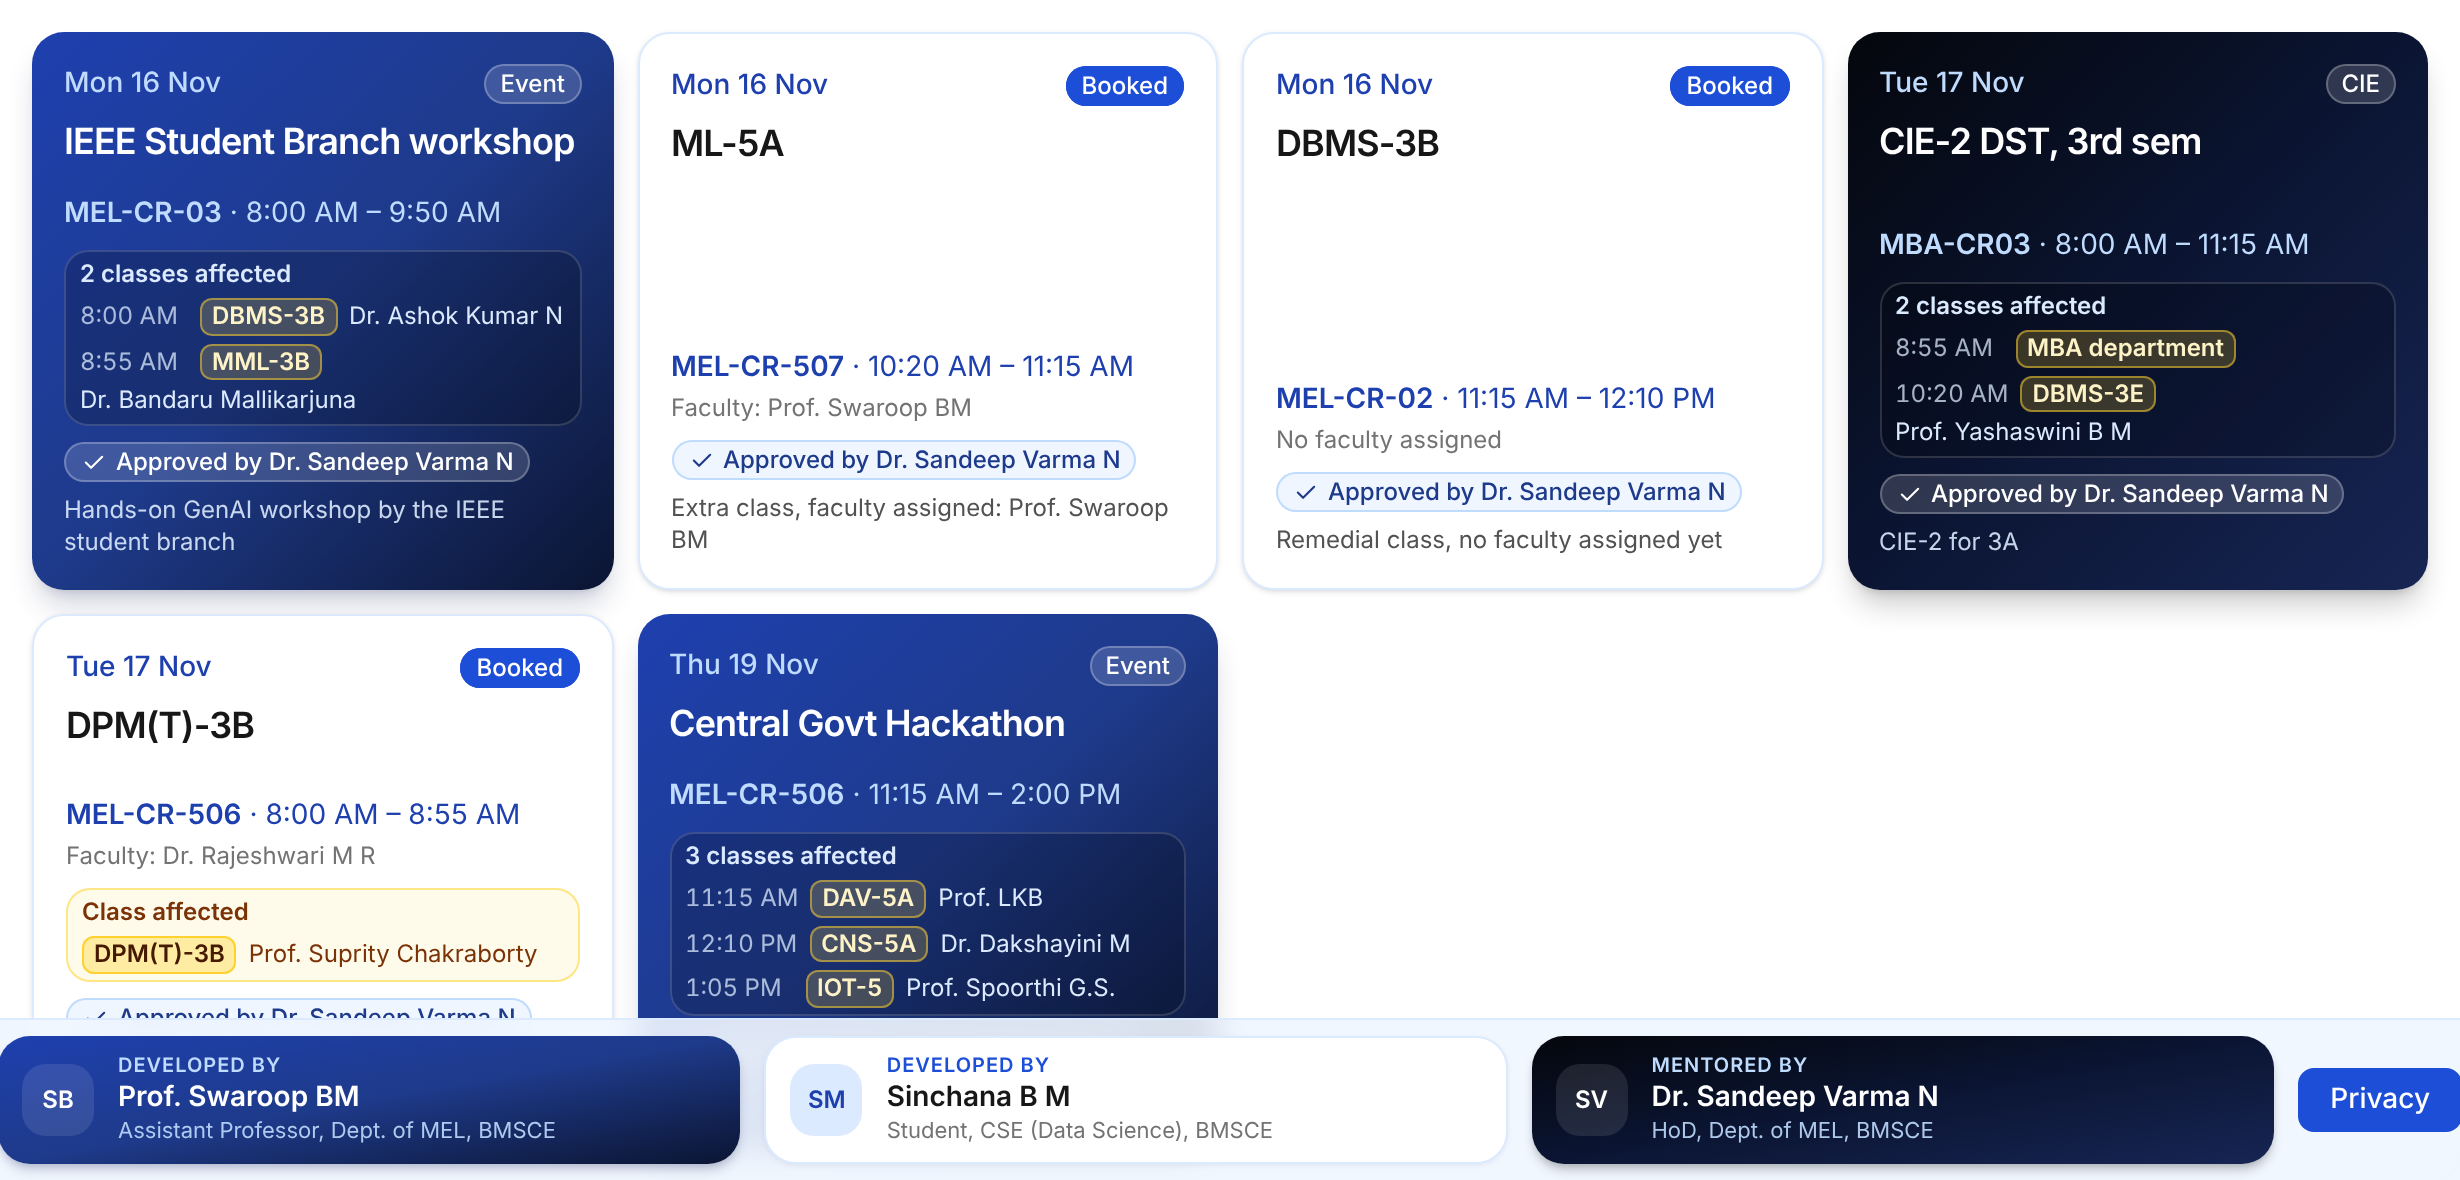 Mon 16 Nov
Event
IEEE Student Branch workshop
MEL-CR-03 · 8:00 AM – 9:50 AM
2 classes affected
8:00 AM DBMS-3B Dr. Ashok Kumar N
8:55 AM MML-3B
Dr. Bandaru Mallikarjuna
Approved by Dr. Sandeep Varma N
Hands-on GenAI workshop by the IEEE
student branch
Mon 16 Nov
Booked
ML-5A
MEL-CR-507 · 10:20 AM – 11:15 AM
Faculty: Prof. Swaroop BM
Approved by Dr. Sandeep Varma N
Extra class, faculty assigned: Prof. Swaroop
BM
Mon 16 Nov
Booked
DBMS-3B
MEL-CR-02 · 11:15 AM – 12:10 PM
No faculty assigned
Approved by Dr. Sandeep Varma N
Remedial class, no faculty assigned yet
Tue 17 Nov
CIE
CIE-2 DST, 3rd sem
MBA-CR03 · 8:00 AM – 11:15 AM
2 classes affected
8:55 AM MBA department
10:20 AM DBMS-3E
Prof. Yashaswini B M
Approved by Dr. Sandeep Varma N
CIE-2 for 3A
Tue 17 Nov
Booked
DPM(T)-3B
MEL-CR-506 · 8:00 AM – 8:55 AM
Faculty: Dr. Rajeshwari M R
Class affected
DPM(T)-3B Prof. Suprity Chakraborty
Approved by Dr. Sandeep Varma N
Thu 19 Nov
Event
Central Govt Hackathon
MEL-CR-506 · 11:15 AM – 2:00 PM
3 classes affected
11:15 AM DAV-5A Prof. LKB
12:10 PM CNS-5A Dr. Dakshayini M
1:05 PM IOT-5 Prof. Spoorthi G.S.
SB
DEVELOPED BY
Prof. Swaroop BM
Assistant Professor, Dept. of MEL, BMSCE
SM
DEVELOPED BY
Sinchana B M
Student, CSE (Data Science), BMSCE
SV
MENTORED BY
Dr. Sandeep Varma N
HoD, Dept. of MEL, BMSCE
Privacy